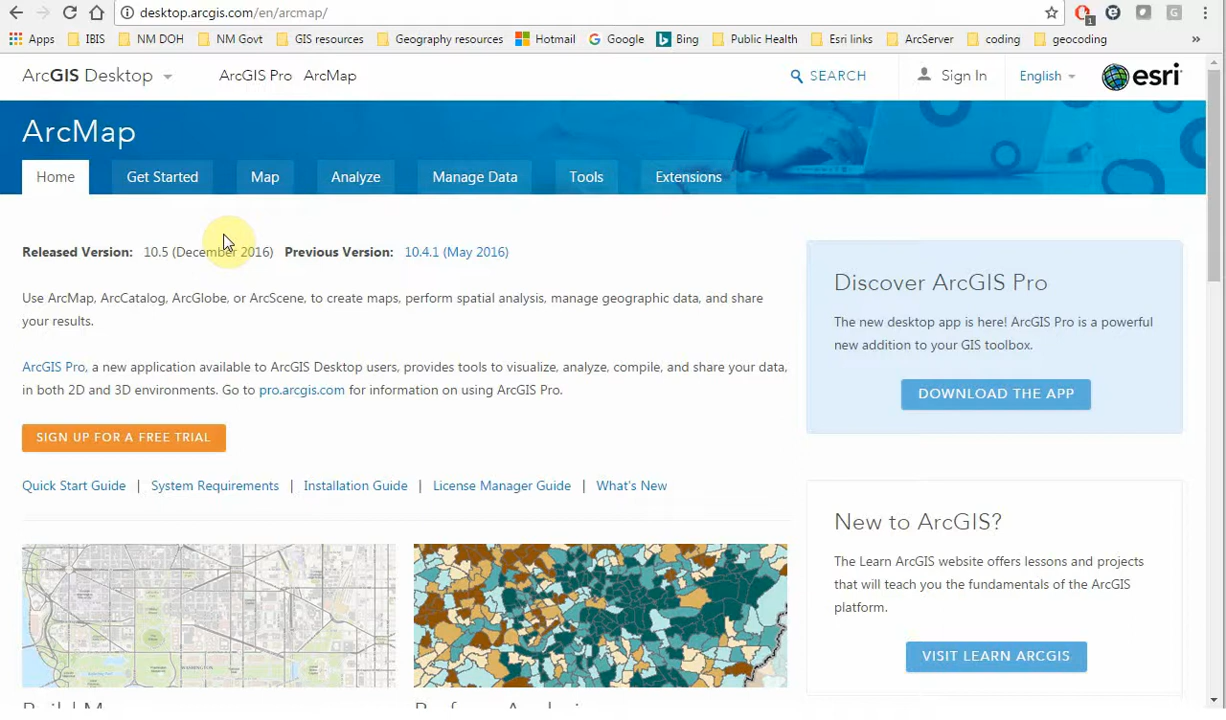 desktop.arcgis.com/en/arcmap/
1
Apps IBIS NM DOH NM Govt GIS resources Geography resources Hotmail Google Bing Public Health Esri links ArcServer coding geocoding »
ArcGIS Desktop ArcGIS Pro ArcMap SEARCH Sign In English esri
ArcMap
Home Get Started Map Analyze Manage Data Tools Extensions
Released Version: 10.5 (December 2016) Previous Version: 10.4.1 (May 2016)
Use ArcMap, ArcCatalog, ArcGlobe, or ArcScene, to create maps, perform spatial analysis, manage geographic data, and share
your results.
ArcGIS Pro, a new application available to ArcGIS Desktop users, provides tools to visualize, analyze, compile, and share your data,
in both 2D and 3D environments. Go to pro.arcgis.com for information on using ArcGIS Pro.
SIGN UP FOR A FREE TRIAL
Quick Start Guide | System Requirements | Installation Guide | License Manager Guide | What's New
Discover ArcGIS Pro
The new desktop app is here! ArcGIS Pro is a powerful
new addition to your GIS toolbox.
DOWNLOAD THE APP
New to ArcGIS?
The Learn ArcGIS website offers lessons and projects
that will teach you the fundamentals of the ArcGIS
platform.
VISIT LEARN ARCGIS